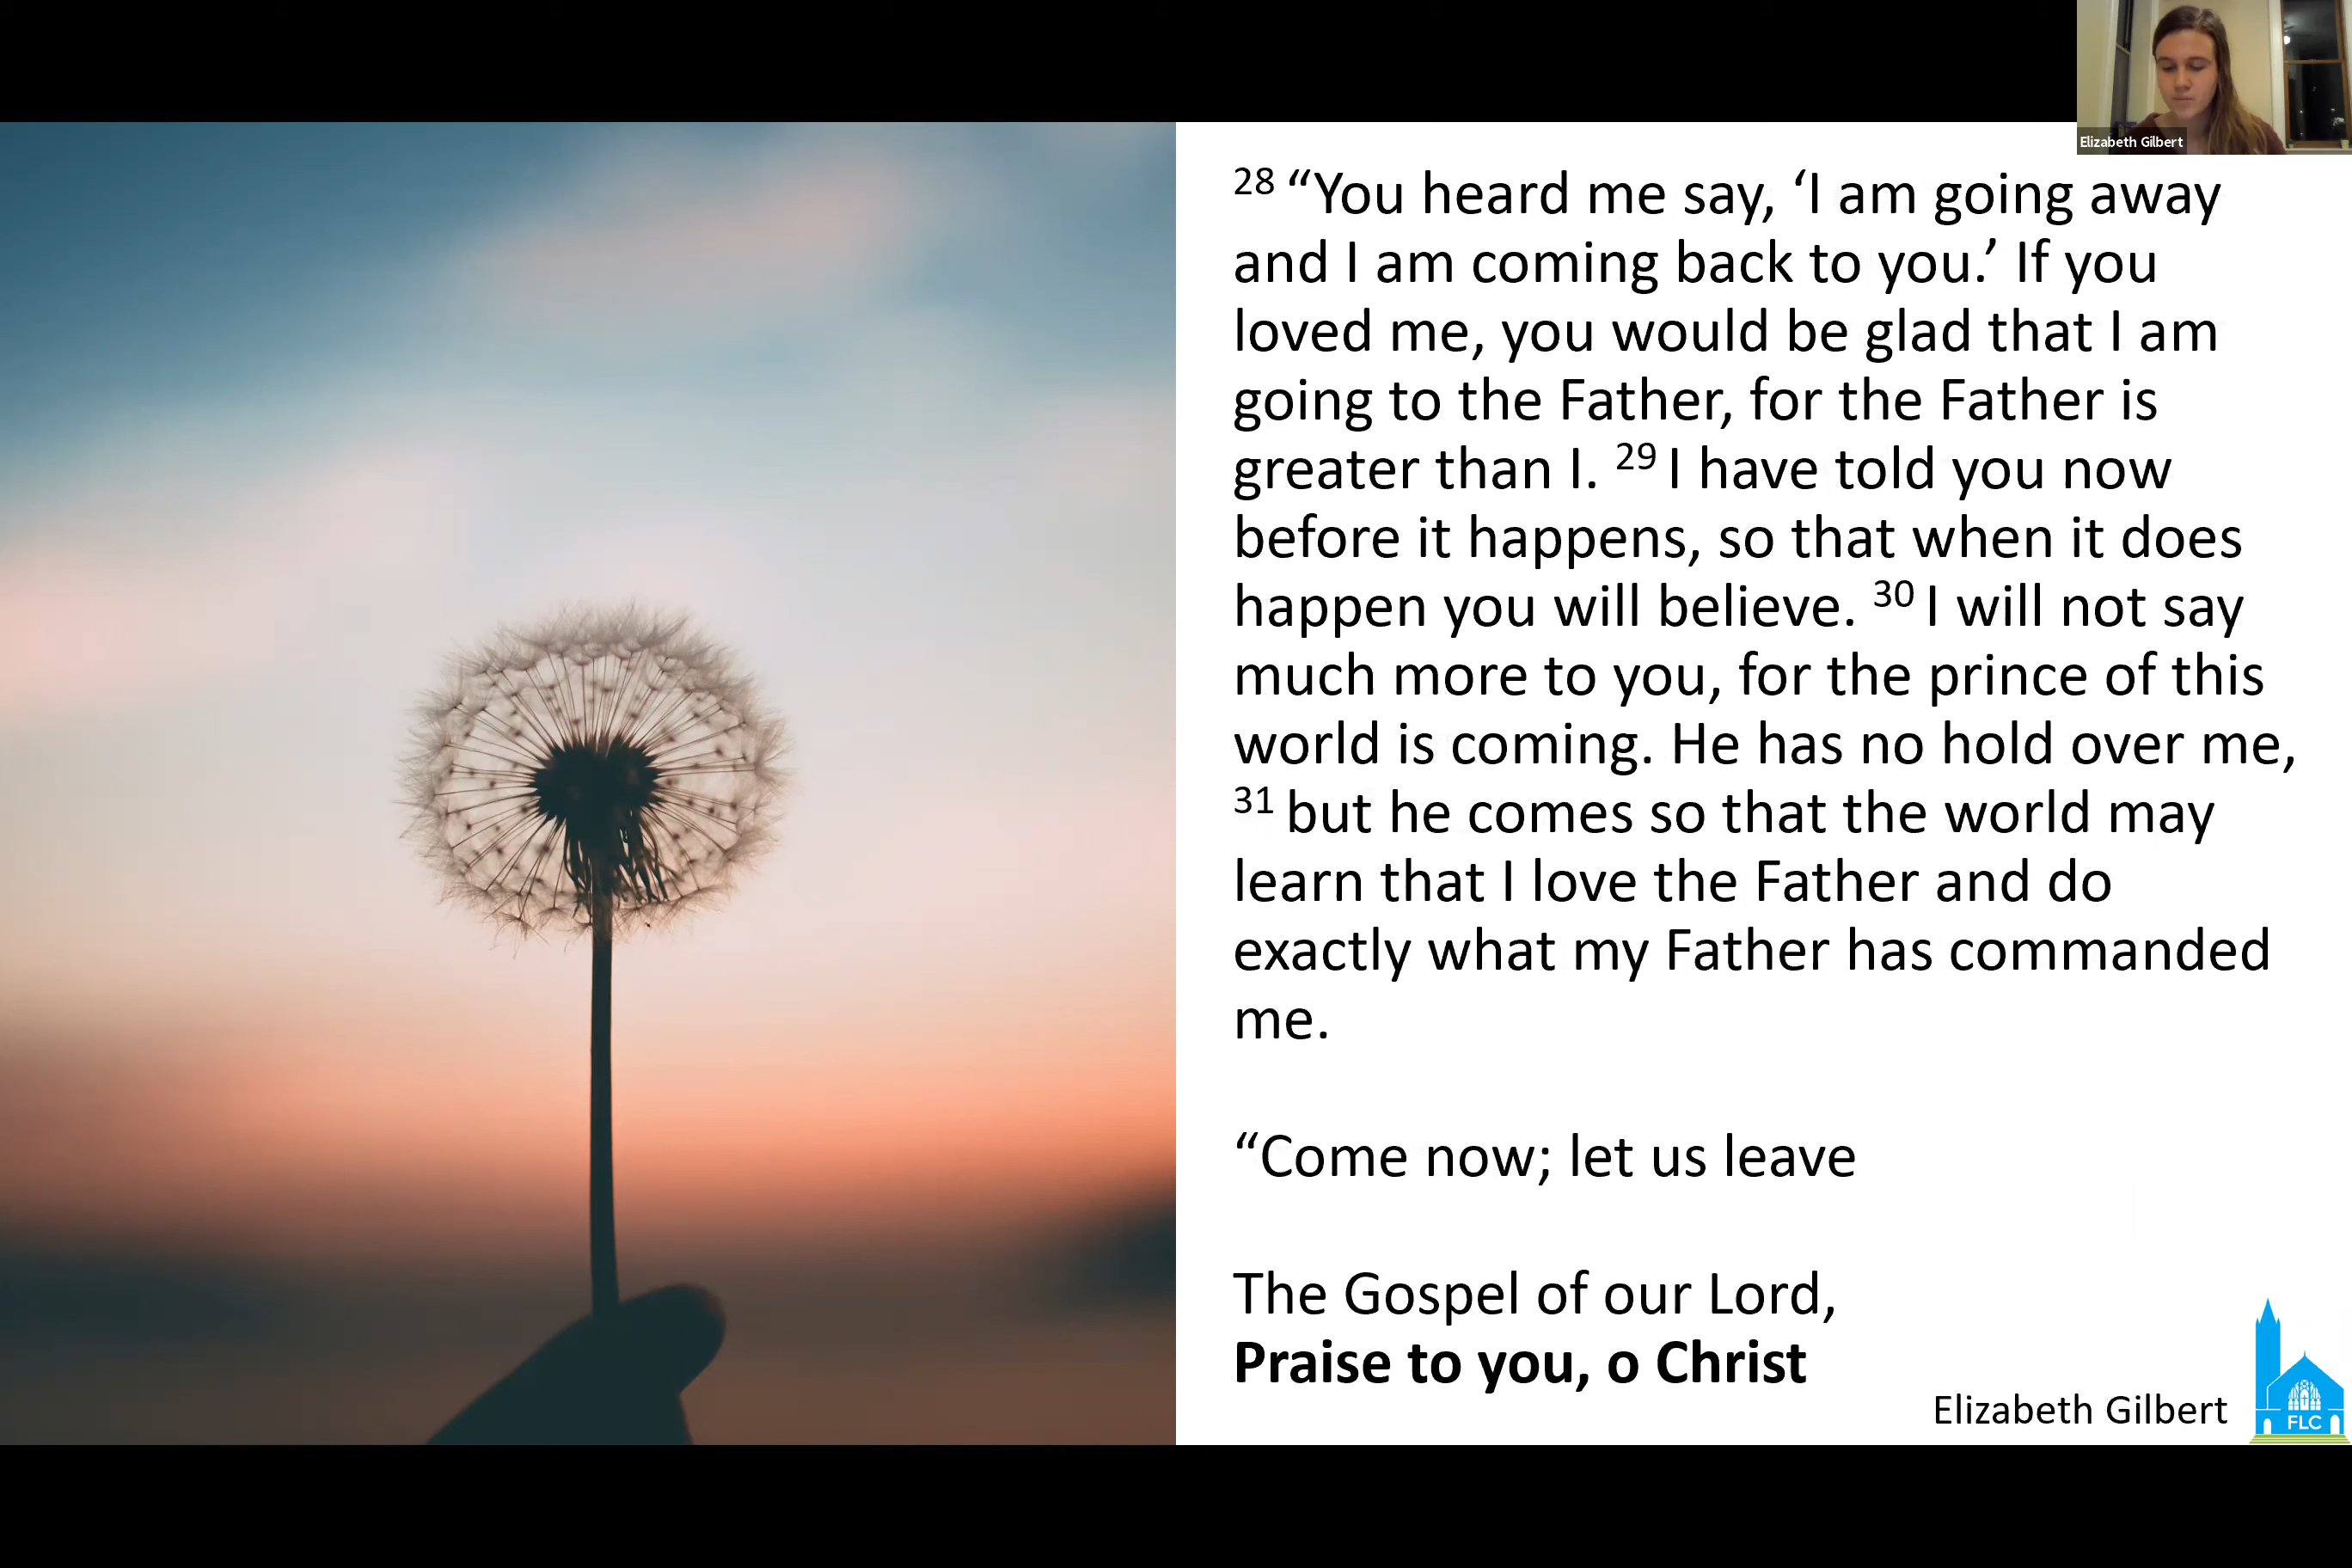 Elizabeth Gilbert
28 “You heard me say, ‘I am going away
and I am coming back to you.’ If you
loved me, you would be glad that I am
going to the Father, for the Father is
greater than I. 29 I have told you now
before it happens, so that when it does
happen you will believe. 30 I will not say
much more to you, for the prince of this
world is coming. He has no hold over me,
31 but he comes so that the world may
learn that I love the Father and do
exactly what my Father has commanded
me.
“Come now; let us leave
The Gospel of our Lord,
Praise to you, o Christ
Elizabeth Gilbert
FLC